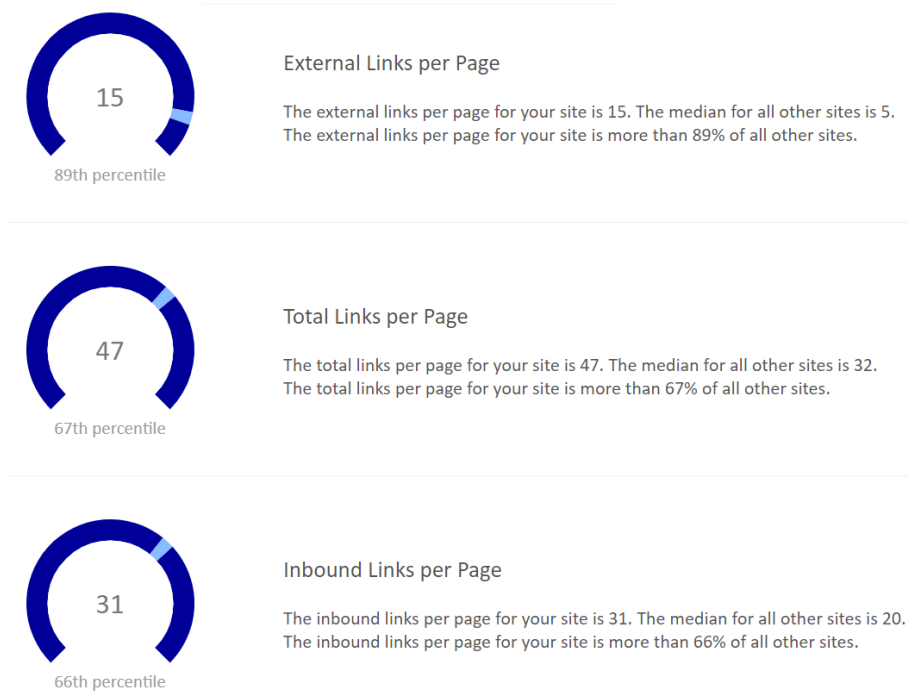 15
89th percentile
External Links per Page
The external links per page for your site is 15. The median for all other sites is 5.
The external links per page for your site is more than 89% of all other sites.
47
67th percentile
Total Links per Page
The total links per page for your site is 47. The median for all other sites is 32.
The total links per page for your site is more than 67% of all other sites.
31
66th percentile
Inbound Links per Page
The inbound links per page for your site is 31. The median for all other sites is 20.
The inbound links per page for your site is more than 66% of all other sites.